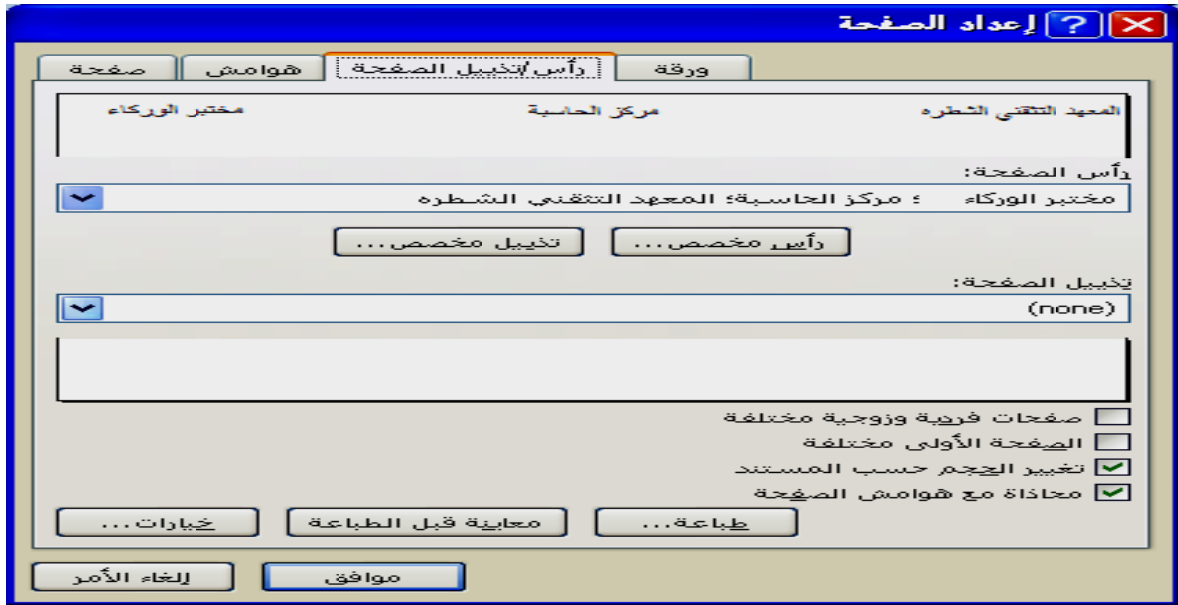 إعداد الصفحة
صفحة هوامش رأس/تذييل الصفحة ورقة
المعهد التتقني الشطره مركز الحاسبة مختبر الوركاء
رأس الصفحة:
مختبر الوركاء ؛ مركز الحاسبة؛ المعهد التتقني الشطره
رأس مخصص... تذييل مخصص...
تذييل الصفحة:
(none)
صفحات فردية وزوجية مختلفة
الصفحة الأولى مختلفة
تغيير الحجم حسب المستند
محاذاة مع هوامش الصفحة
طباعة... معاينة قبل الطباعة خيارات...
موافق إلغاء الأمر